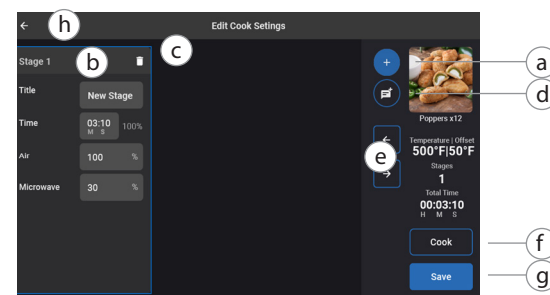 h
Edit Cook Setings
Stage 1
b
c
Title
New Stage
Time
03:10
M S
100%
Air
100 %
Microwave
30 %
a
d
e
Poppers x12
Temperature | Offset
500°F|50°F
Stages
1
Total Time
00:03:10
H M S
Cook
f
Save
g